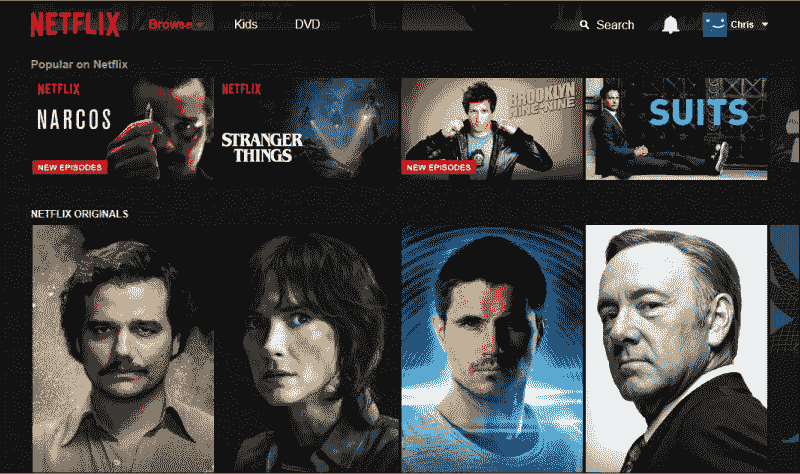 NETFLIX Browse Kids DVD Search Chris
Popular on Netflix
NETFLIX
NARCOS
NEW EPISODES
NETFLIX
STRANGER
THINGS
BROOKLYN
NINE-NINE
NEW EPISODES
SUITS
NETFLIX ORIGINALS